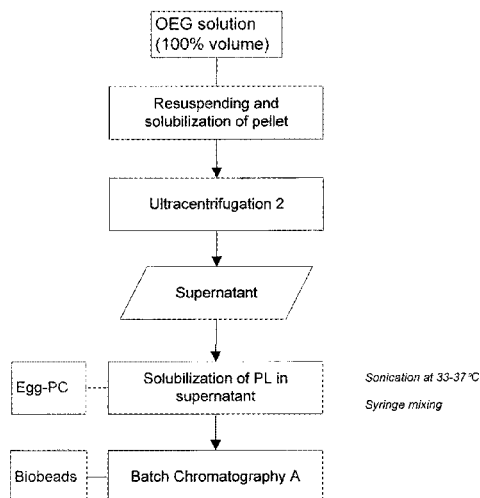 OEG solution
(100% volume)
Resuspending and
solubilization of pellet
Ultracentrifugation 2
Supernatant
Egg-PC
Solubilization of PL in
supernatant
Sonication at 33-37°C
Syringe mixing
Biobeads
Batch Chromatography A